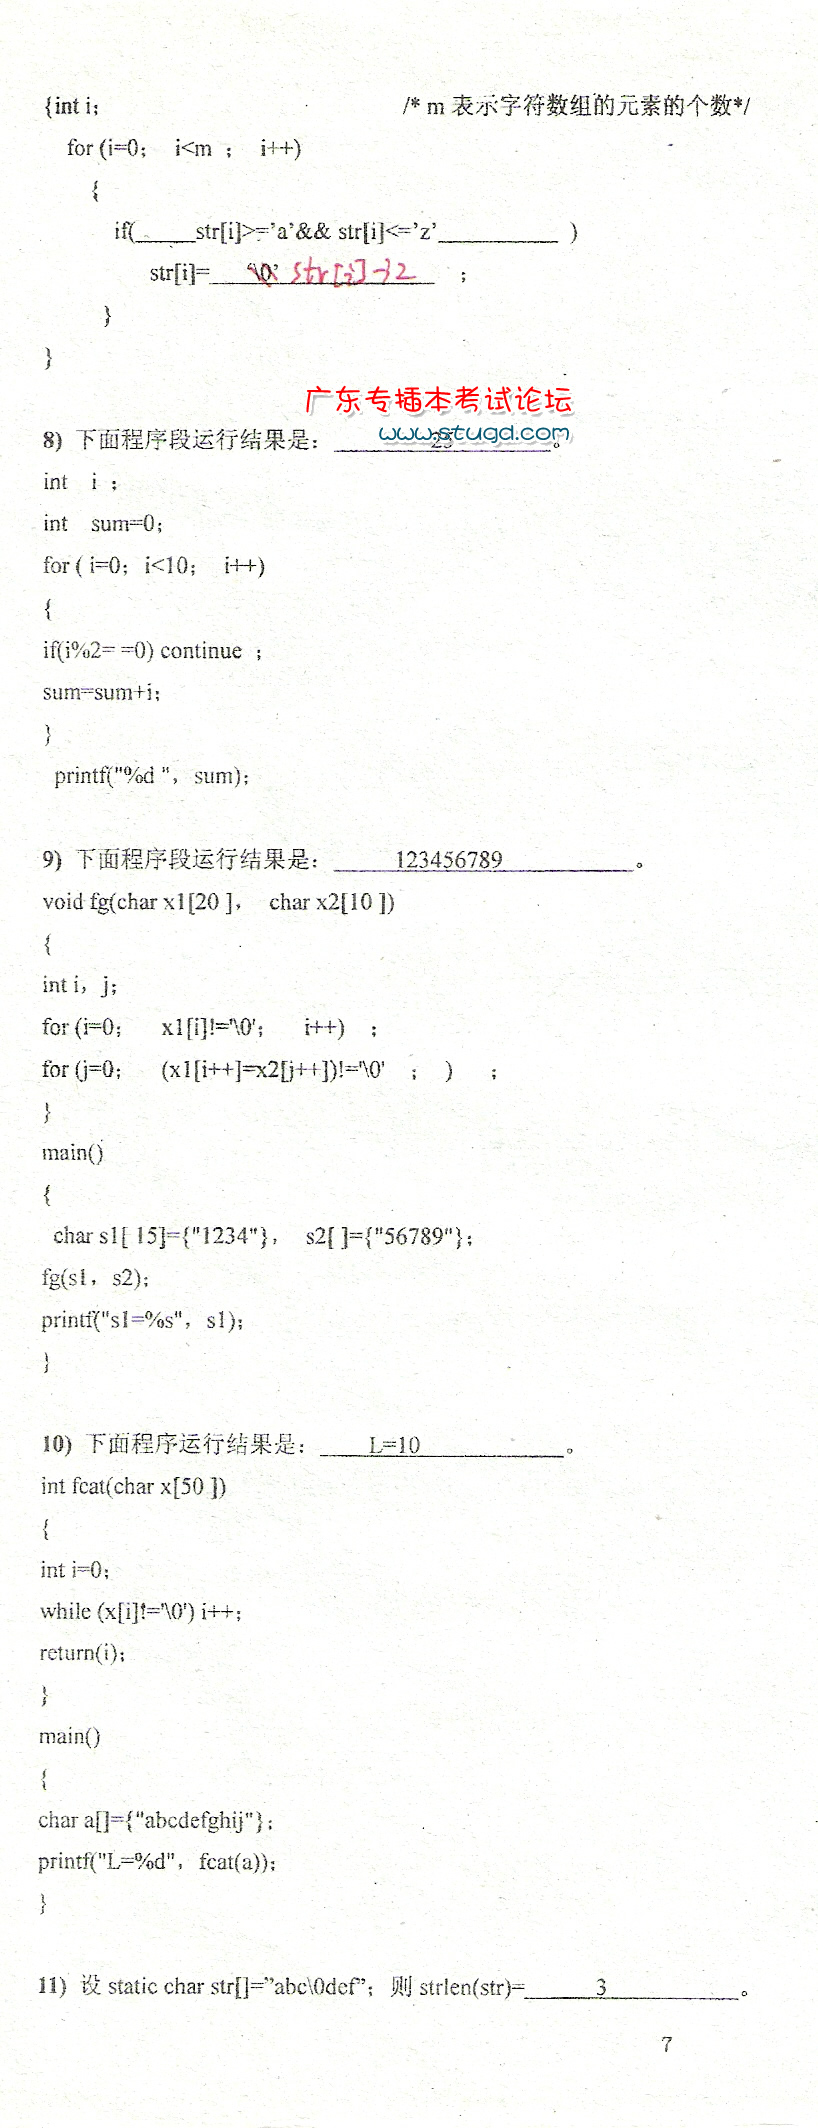 {int i; /* m 表示字符数组的元素的个数*/
for (i=0; i<m ; i++)
{
if(_____str[i]>='a'&& str[i]<='z'__________ )
str[i]= '\0' str[i]-32 ;
}
}
广东专插本考试论坛
www.stugd.com
8) 下面程序段运行结果是: 25 。
int i ;
int sum=0;
for ( i=0; i<10; i++)
{
if(i%2= =0) continue ;
sum=sum+i;
}
printf("%d ", sum);
9) 下面程序段运行结果是: 123456789 。
void fg(char x1[20 ], char x2[10 ])
{
int i, j;
for (i=0; x1[i]!='\0'; i++) ;
for (j=0; (x1[i++]=x2[j++])!='\0' ; ) ;
}
main()
{
char s1[ 15]={"1234"}, s2[ ]={"56789"};
fg(s1, s2);
printf("s1=%s", s1);
}
10) 下面程序运行结果是: L=10 。
int fcat(char x[50 ])
{
int i=0;
while (x[i]!='\0') i++;
return(i);
}
main()
{
char a[]={"abcdefghij"};
printf("L=%d", fcat(a));
}
11) 设 static char str[]=”abc\0def”; 则 strlen(str)= 3 。
7